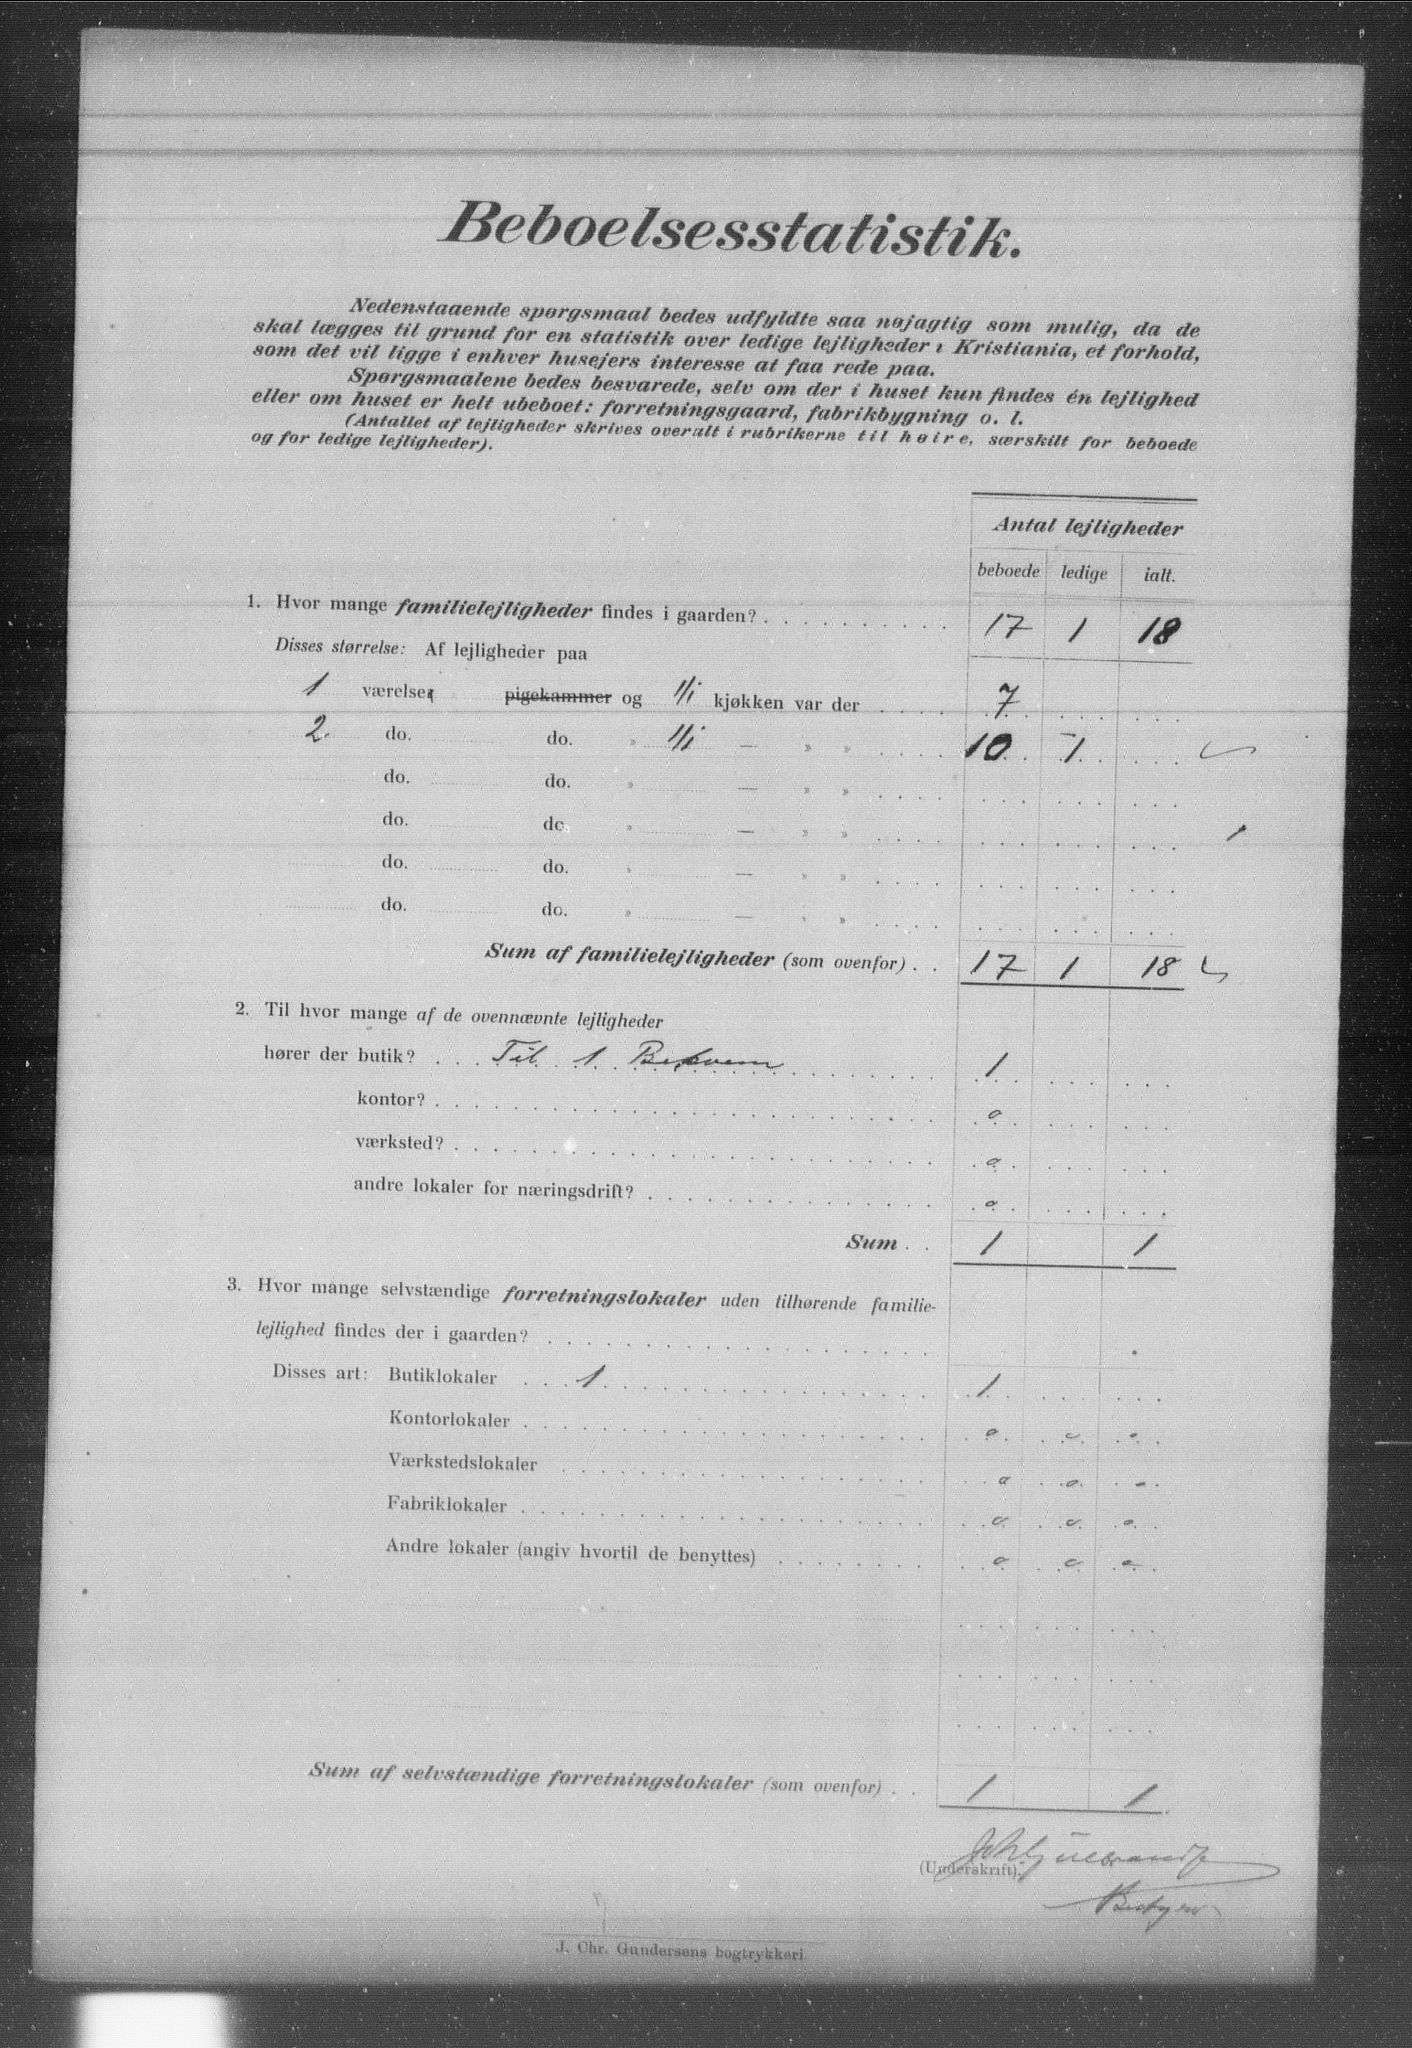 Beboelsesstatistik.
Nedenstaaende spørgsmaal bedes udfyldte saa nøjagtig som mulig, da de
skal lægges til grund for en statistik over ledige lejligheder i Kristiania, et forhold,
som det vil ligge i enhver husejers interesse at faa rede paa.
Spørgsmaalene bedes besvarede, selv om der i huset kun findes én lejlighed
eller om huset er helt ubeboet: forretningsgaard, fabrikbygning o. l.
(Antallet af lejligheder skrives overalt i rubrikerne til høire, særskilt for beboede
og for ledige lejligheder).
Antal lejligheder
beboede ledige ialt.
1. Hvor mange familielejligheder findes i gaarden? . . . . . . . . . . 17 1 18
Disses størrelse: Af lejligheder paa
1 værelser pigekammer og 1/1 kjøkken var der . . . . 7
2. do. do. » 1/1 — » » . . . . 10 1
do. do. » — » » . . . .
do. do. » — » » . . . .
do. do. » — » » . . . .
do. do. » — » » . . . .
Sum af familielejligheder (som ovenfor) . . 17 1 18
2. Til hvor mange af de ovennævnte lejligheder
hører der butik? . . . Til 1 . . . 1
kontor? . . . o
værksted? . . . o
andre lokaler for næringsdrift? . . . o
Sum . . 1 1
3. Hvor mange selvstændige forretningslokaler uden tilhørende familie-
lejlighed findes der i gaarden? . . .
Disses art: Butiklokaler . . . 1 . . . 1
Kontorlokaler . . . o o o
Værkstedslokaler . . . o o o
Fabriklokaler . . . o o o
Andre lokaler (angiv hvortil de benyttes) . . . o o o
Sum af selvstændige forretningslokaler (som ovenfor) . . 1 1
(Underskrift).
J. Chr. Gundersens bogtrykkeri